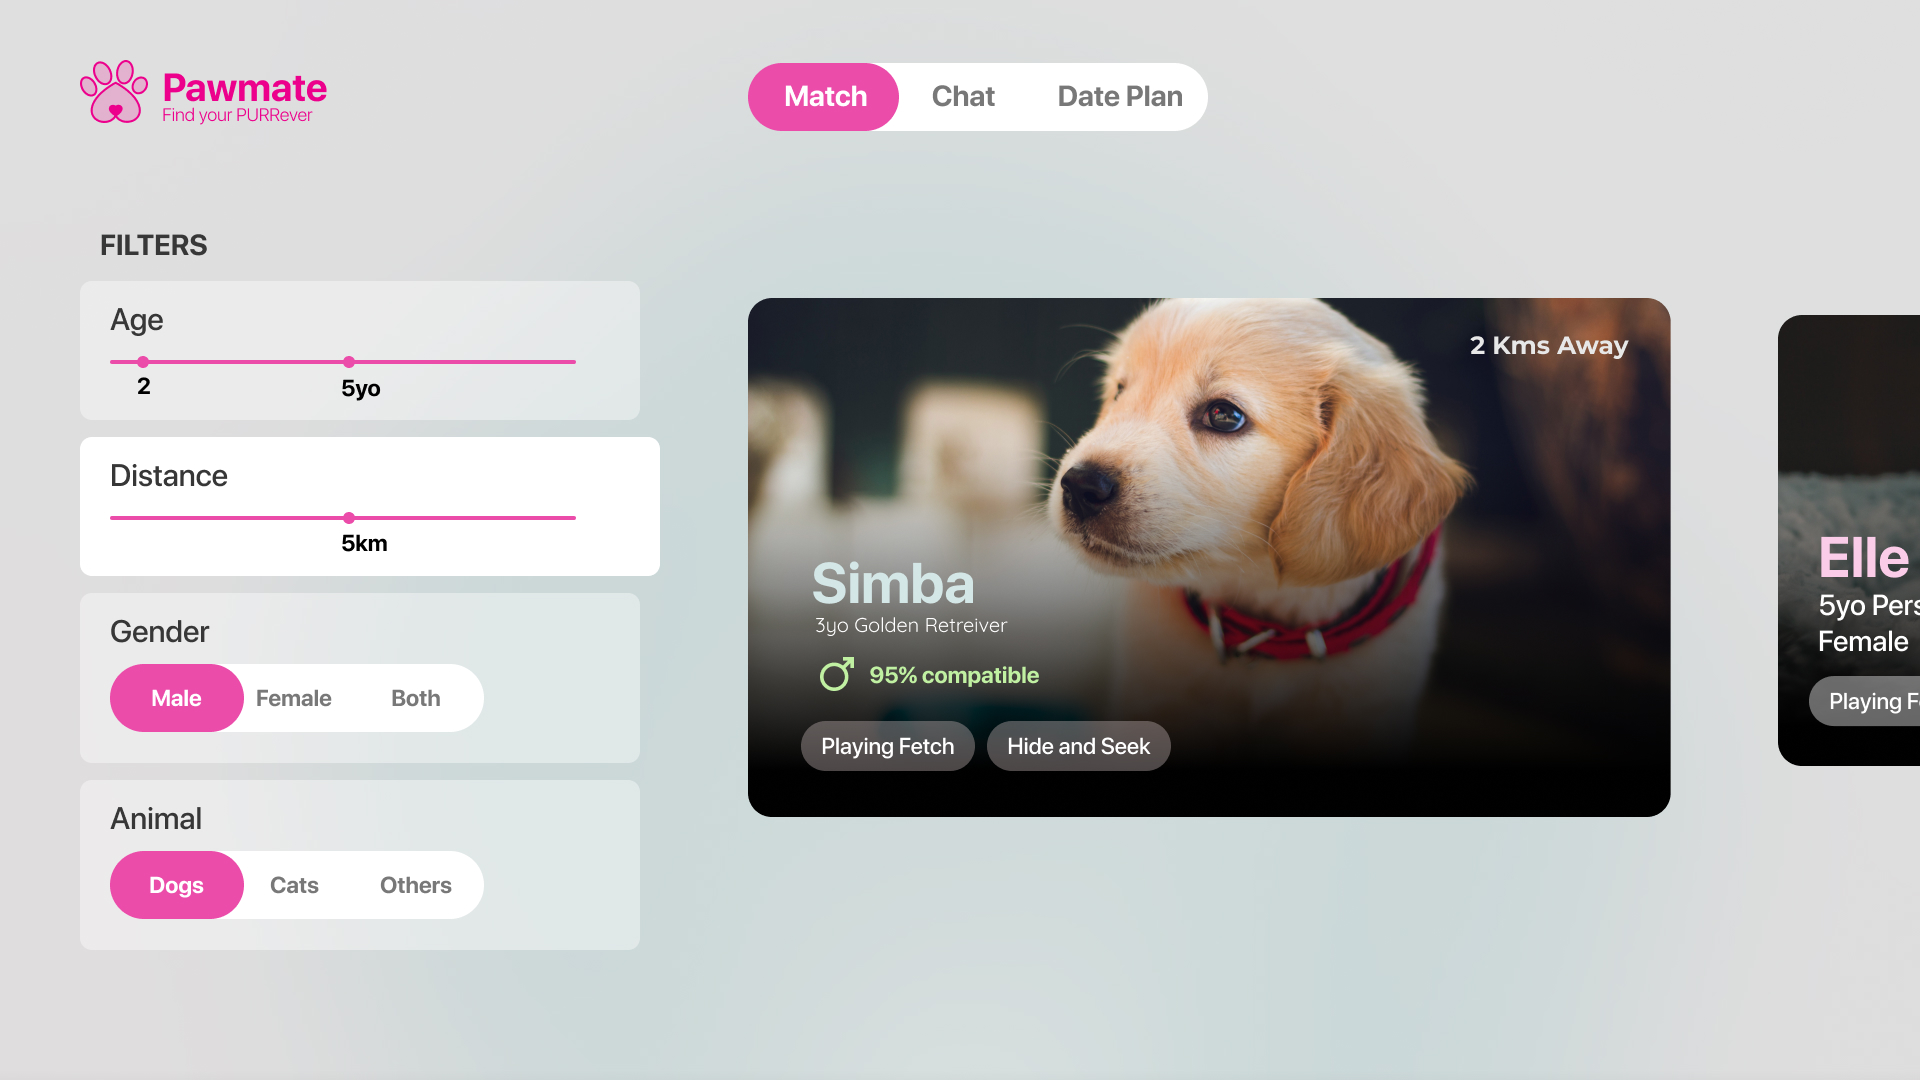 Pawmate
Find your PURRever
Match Chat Date Plan
FILTERS
Age
2 5yo
Distance
5km
Gender
Male Female Both
Animal
Dogs Cats Others
2 Kms Away
Simba
3yo Golden Retreiver
95% compatible
Playing Fetch Hide and Seek
Elle
5yo
Female
Playing